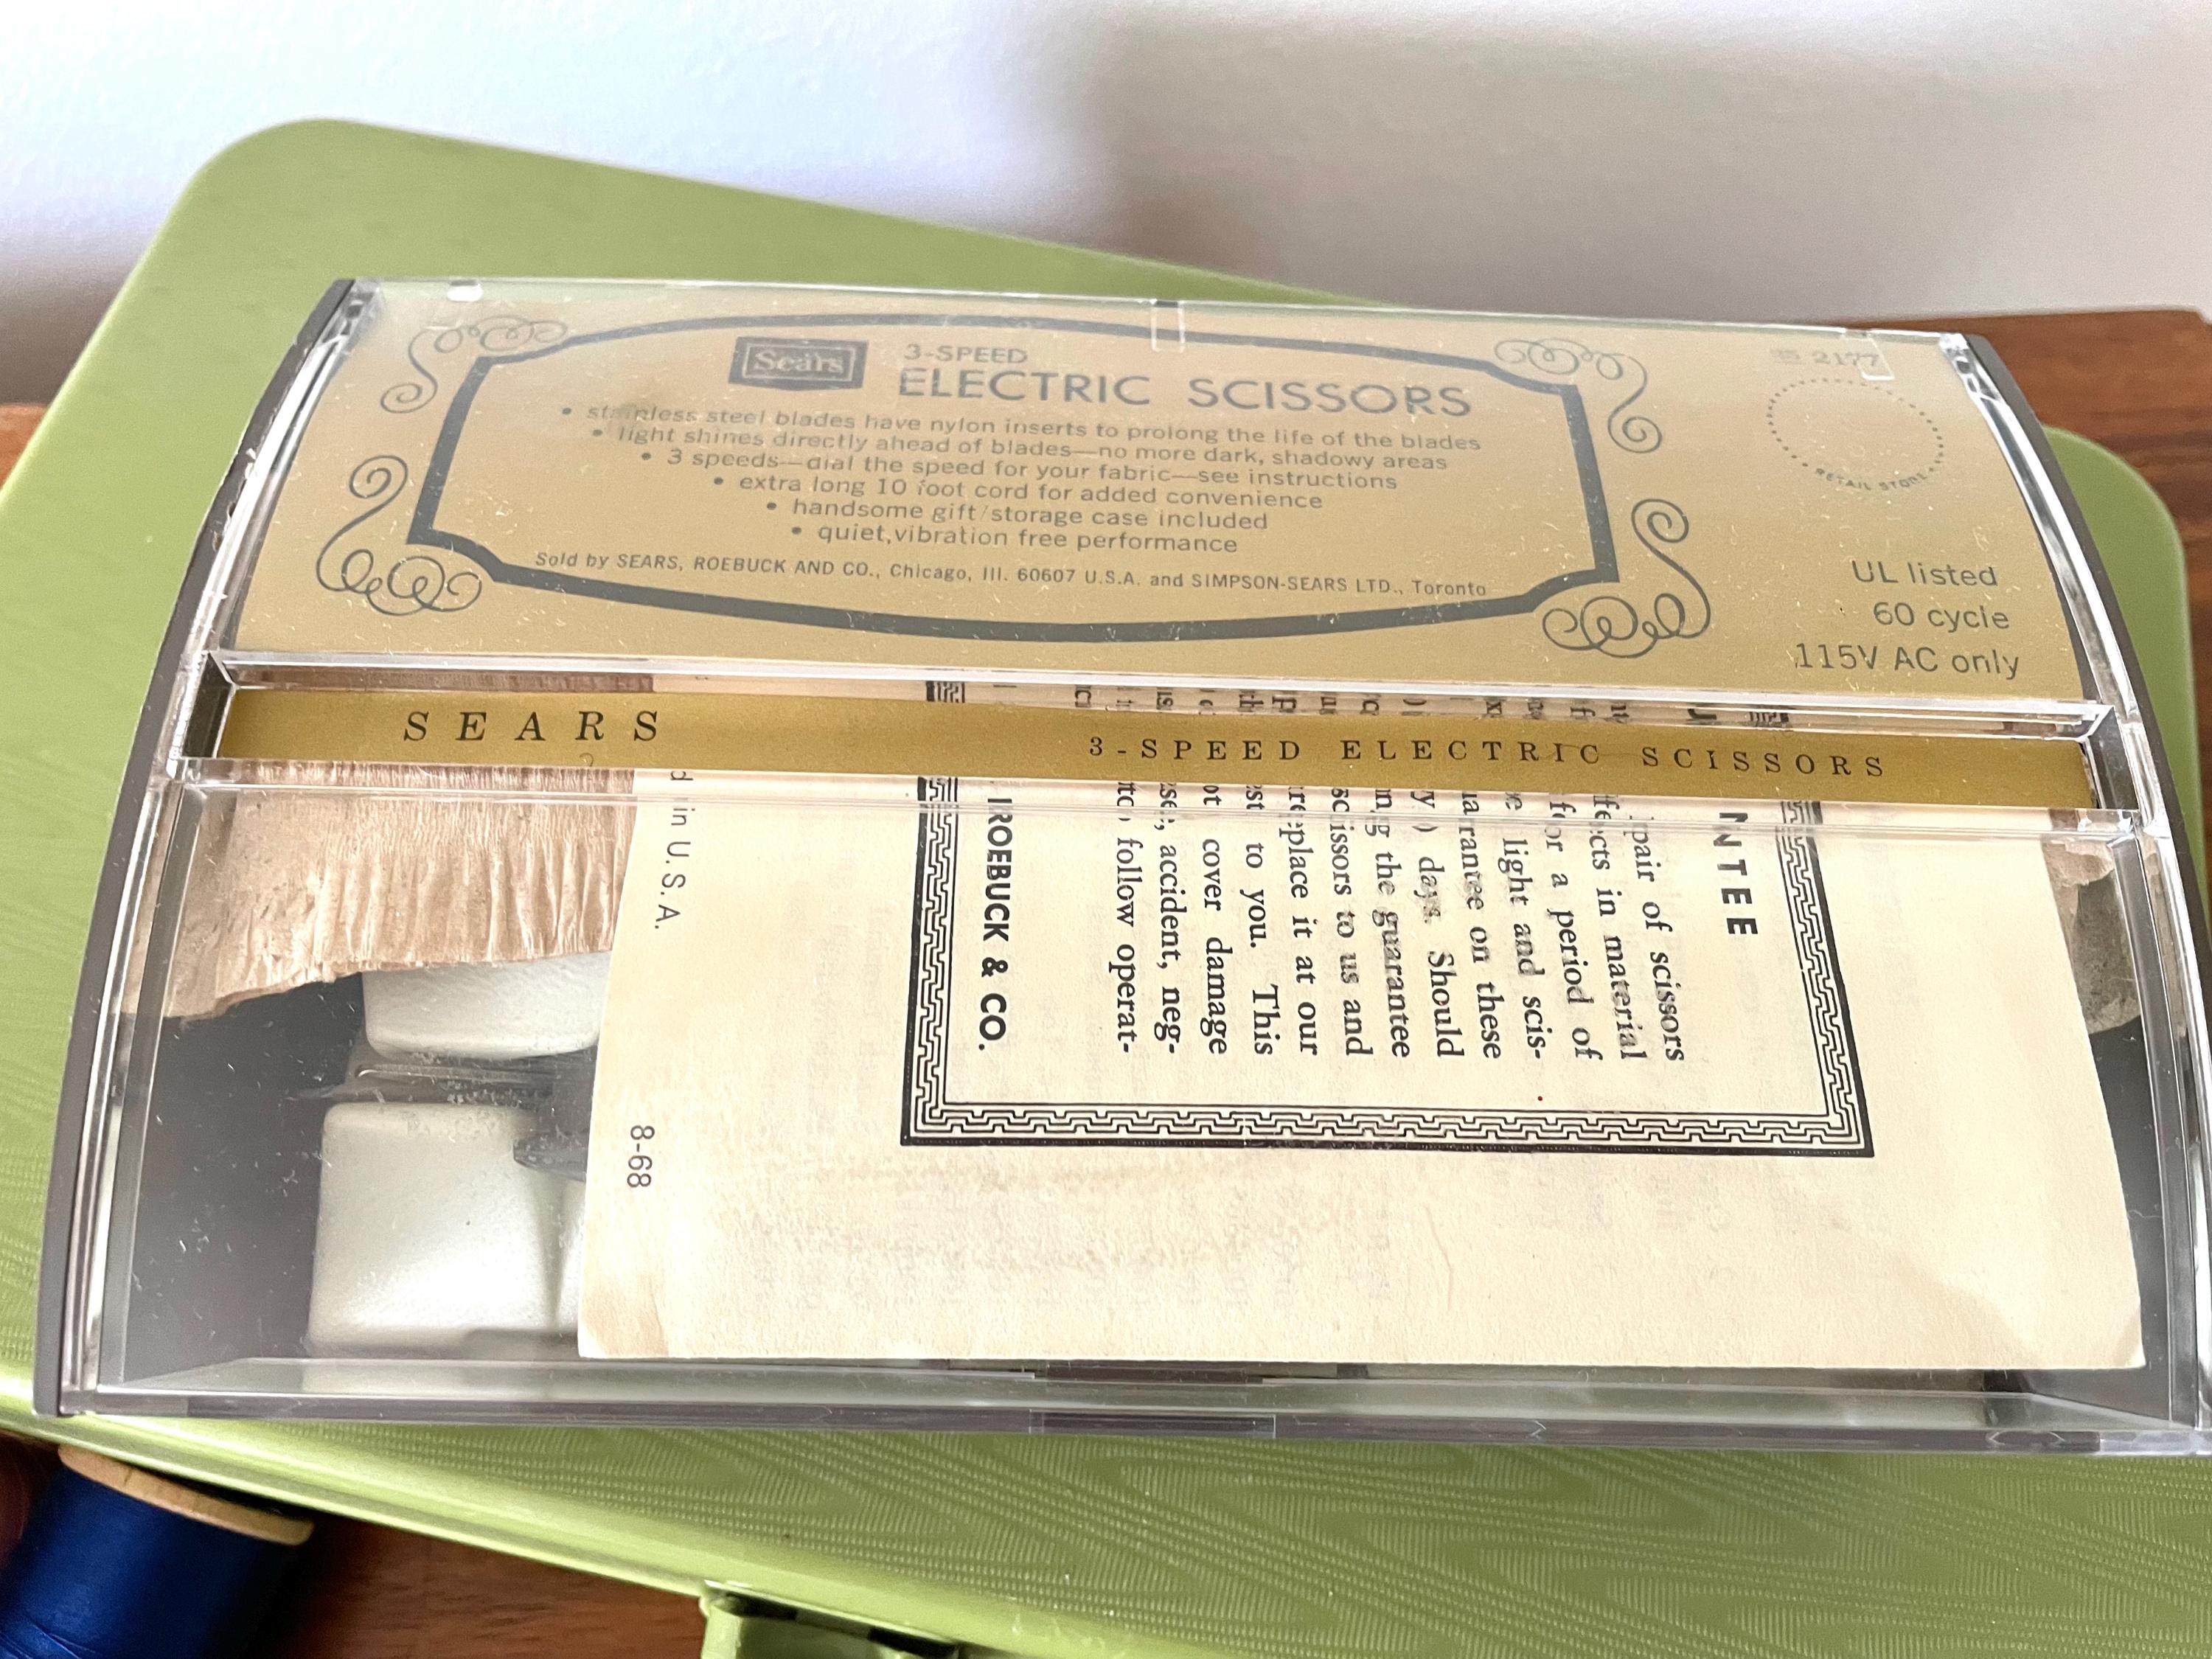 Sears
3-SPEED
ELECTRIC SCISSORS
• stainless steel blades have nylon inserts to prolong the life of the blades
• light shines directly ahead of blades—no more dark, shadowy areas
• 3 speeds—dial the speed for your fabric—see instructions
• extra long 10 foot cord for added convenience
• handsome gift/storage case included
• quiet,vibration free performance
Sold by SEARS, ROEBUCK AND CO., Chicago, Ill. 60607 U.S.A. and SIMPSON-SEARS LTD., Toronto
2177
RETAIL STORE
UL listed
60 cycle
115V AC only
SEARS
3-SPEED ELECTRIC SCISSORS
NTEE
pair of scissors
in material
for a period of
light and scis-
on these
days. Should
the guarantee
scissors to us and
place it at our
to you. This
cover damage
accident, neg-
follow operat-
ROEBUCK & CO.
in U.S.A.
8-68